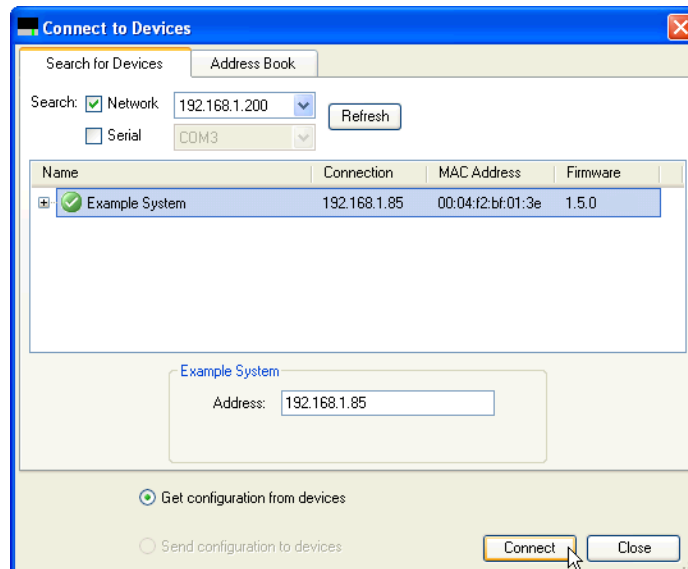 Connect to Devices
Search for Devices Address Book
Search: Network 192.168.1.200 Refresh
Serial COM3
Name Connection MAC Address Firmware
Example System 192.168.1.85 00:04:f2:bf:01:3e 1.5.0
Example System
Address: 192.168.1.85
Get configuration from devices
Send configuration to devices Connect Close